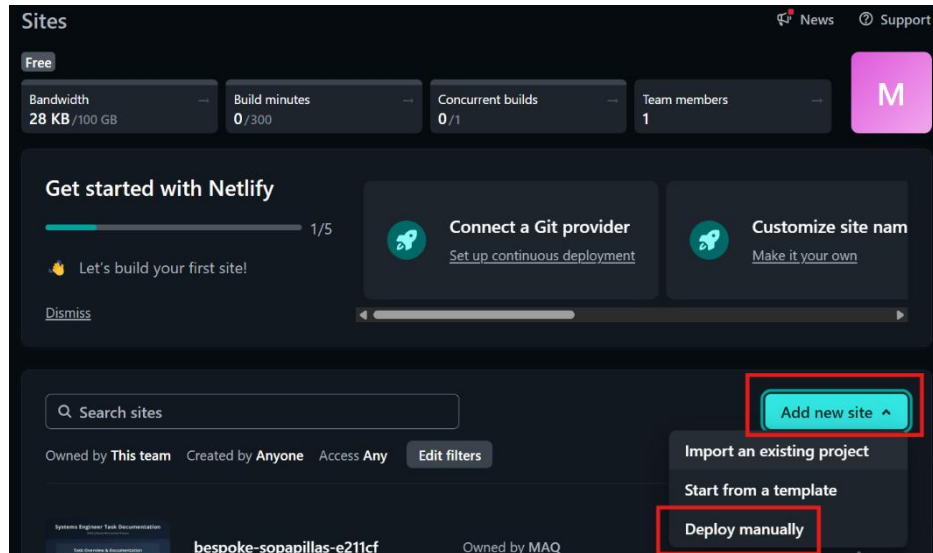 Sites
News
Support
Free
Bandwidth
28 KB/100 GB
Build minutes
0/300
Concurrent builds
0/1
Team members
1
M
Get started with Netlify
1/5
Let's build your first site!
Dismiss
Connect a Git provider
Set up continuous deployment
Customize site nam
Make it your own
Search sites
Add new site
Owned by This team Created by Anyone Access Any Edit filters
Import an existing project
Start from a template
Deploy manually
Systems Engineer Task Documentation
Task Overview & Documentation
bespoke-sopapillas-e211cf
Owned by MAQ